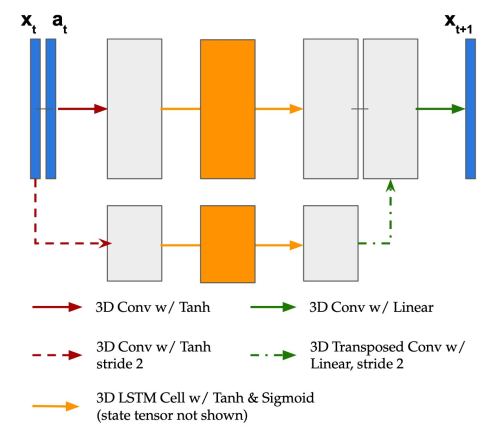 x_t a_t x_{t+1}
3D Conv w/ Tanh
3D Conv w/ Linear
3D Conv w/ Tanh
stride 2
3D Transposed Conv w/
Linear, stride 2
3D LSTM Cell w/ Tanh & Sigmoid
(state tensor not shown)